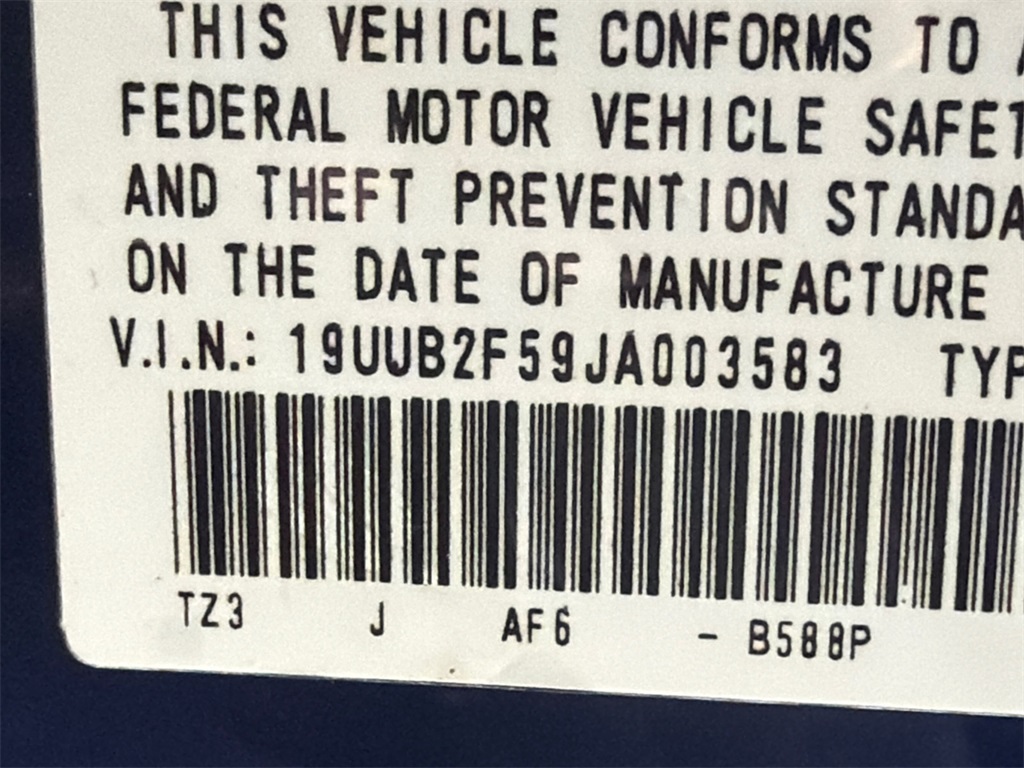 THIS VEHICLE CONFORMS TO
FEDERAL MOTOR VEHICLE SAFET
AND THEFT PREVENTION STANDA
ON THE DATE OF MANUFACTURE
V.I.N.: 19UUB2F59JA003583 TYP
TZ3 J AF6 - B588P